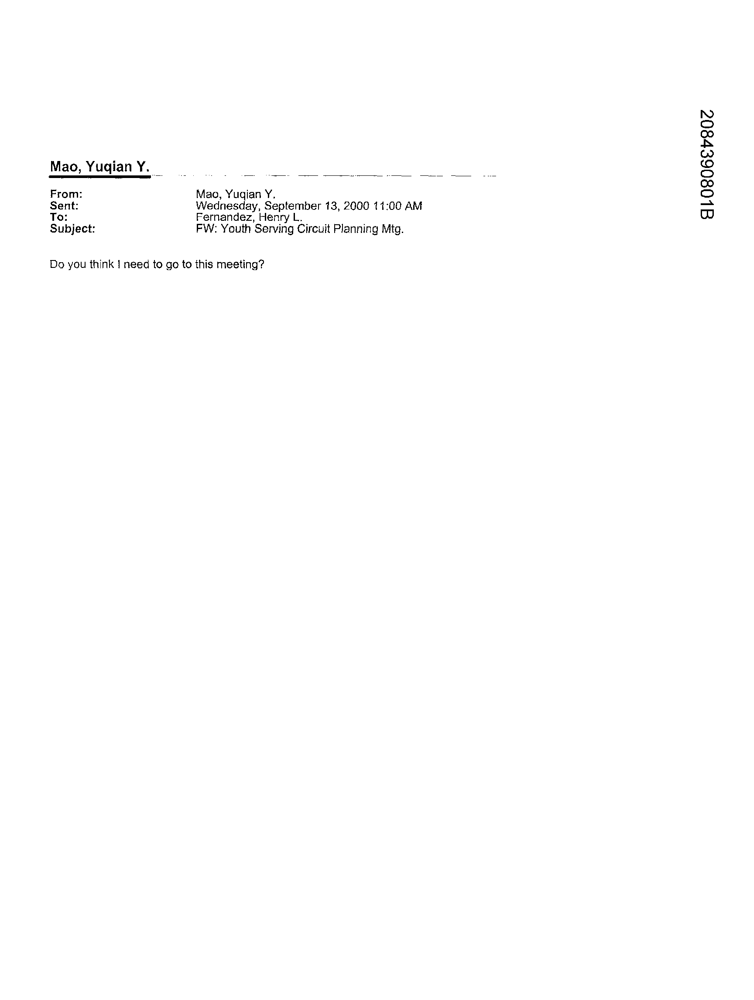 Mao, Yuqian Y.
From: Mao, Yuqian Y.
Sent: Wednesday, September 13, 2000 11:00 AM
To: Fernandez, Henry L.
Subject: FW: Youth Serving Circuit Planning Mtg.
Do you think I need to go to this meeting?
2084390801B